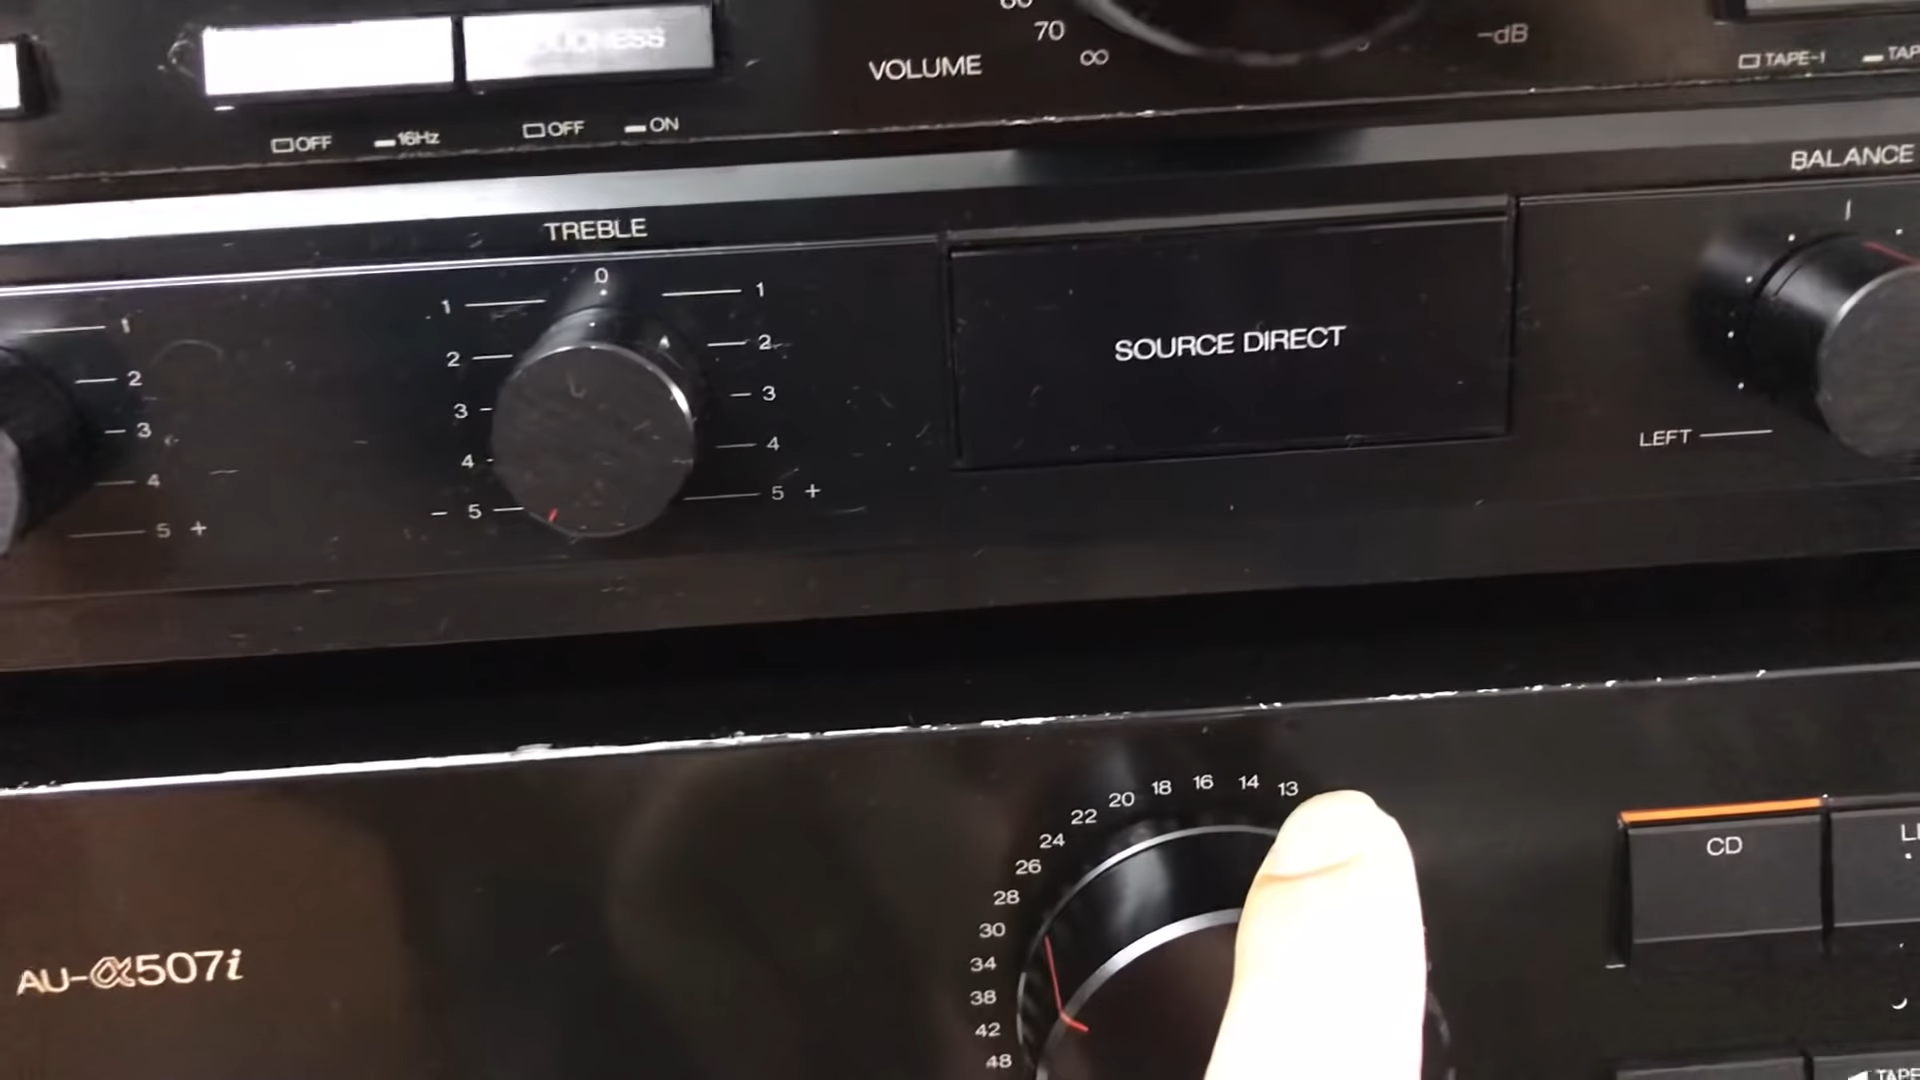 LOUDNESS
70
∞
VOLUME
-dB
TAPE-1
OFF 16Hz
OFF ON
BALANCE
TREBLE
0
1 1
2 2
3 3
4 4
- 5 5 +
1
2
3
4
5 +
SOURCE DIRECT
LEFT
13
14
16
18
20
22
24
26
28
30
34
38
42
48
CD
AU-α507i
TAPE